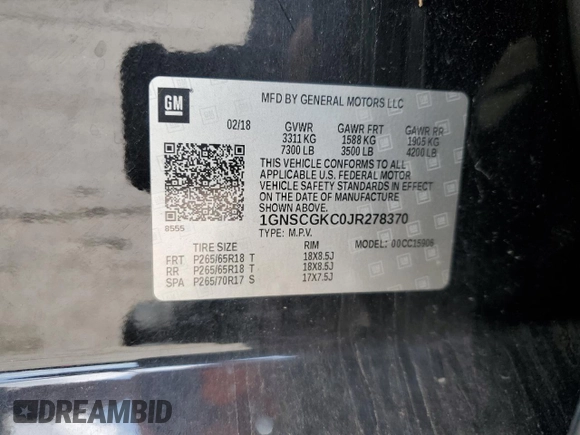 GM
MFD BY GENERAL MOTORS LLC
02/18 GVWR GAWR FRT GAWR RR
3311 KG 1588 KG 1905 KG
7300 LB 3500 LB 4200 LB
THIS VEHICLE CONFORMS TO ALL
APPLICABLE U.S. FEDERAL MOTOR
VEHICLE SAFETY STANDARDS IN
EFFECT ON THE DATE OF MANUFACTURE
SHOWN ABOVE.
8555
1GNSCGKC0JR278370
TYPE: M.P.V. MODEL: 00CC15906
TIRE SIZE RIM
FRT P265/65R18 T 18X8.5J
RR P265/65R18 T 18X8.5J
SPA P265/70R17 S 17X7.5J
DREAMBID